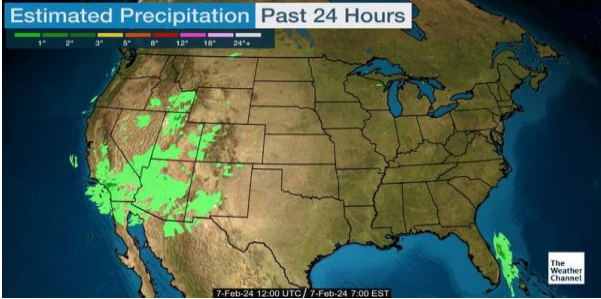 Estimated Precipitation Past 24 Hours
1" 2" 3" 5" 8" 12" 18" 24"+
The
Weather
Channel
7-Feb-24 12:00 UTC / 7-Feb-24 7:00 EST